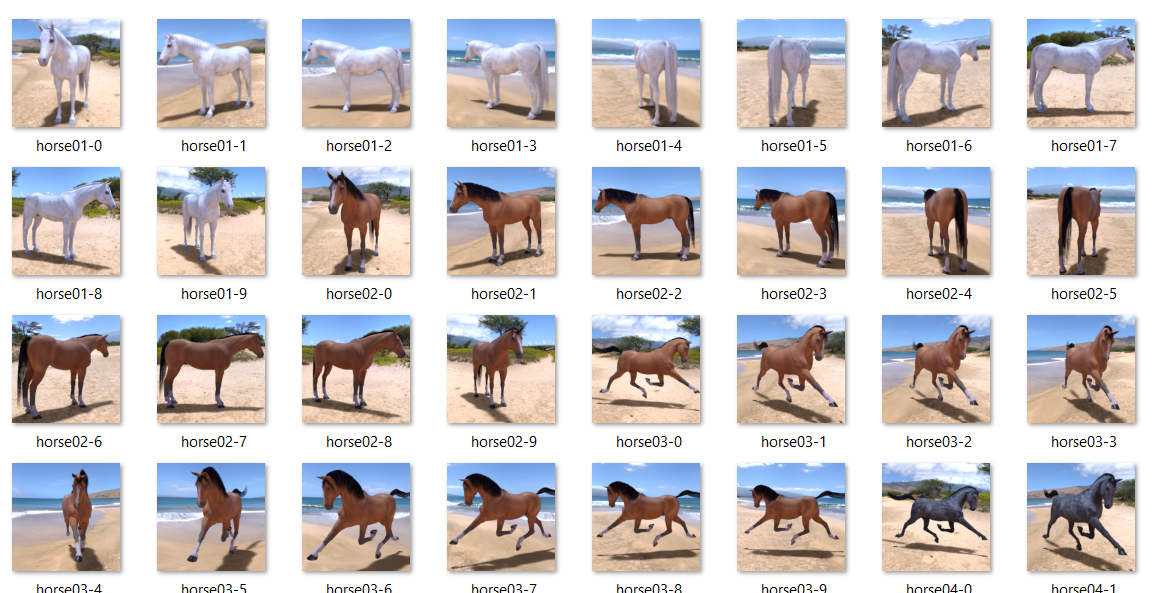 horse01-0 horse01-1 horse01-2 horse01-3 horse01-4 horse01-5 horse01-6 horse01-7
horse01-8 horse01-9 horse02-0 horse02-1 horse02-2 horse02-3 horse02-4 horse02-5
horse02-6 horse02-7 horse02-8 horse02-9 horse03-0 horse03-1 horse03-2 horse03-3
horse03-4 horse03-5 horse03-6 horse03-7 horse03-8 horse03-9 horse04-0 horse04-1